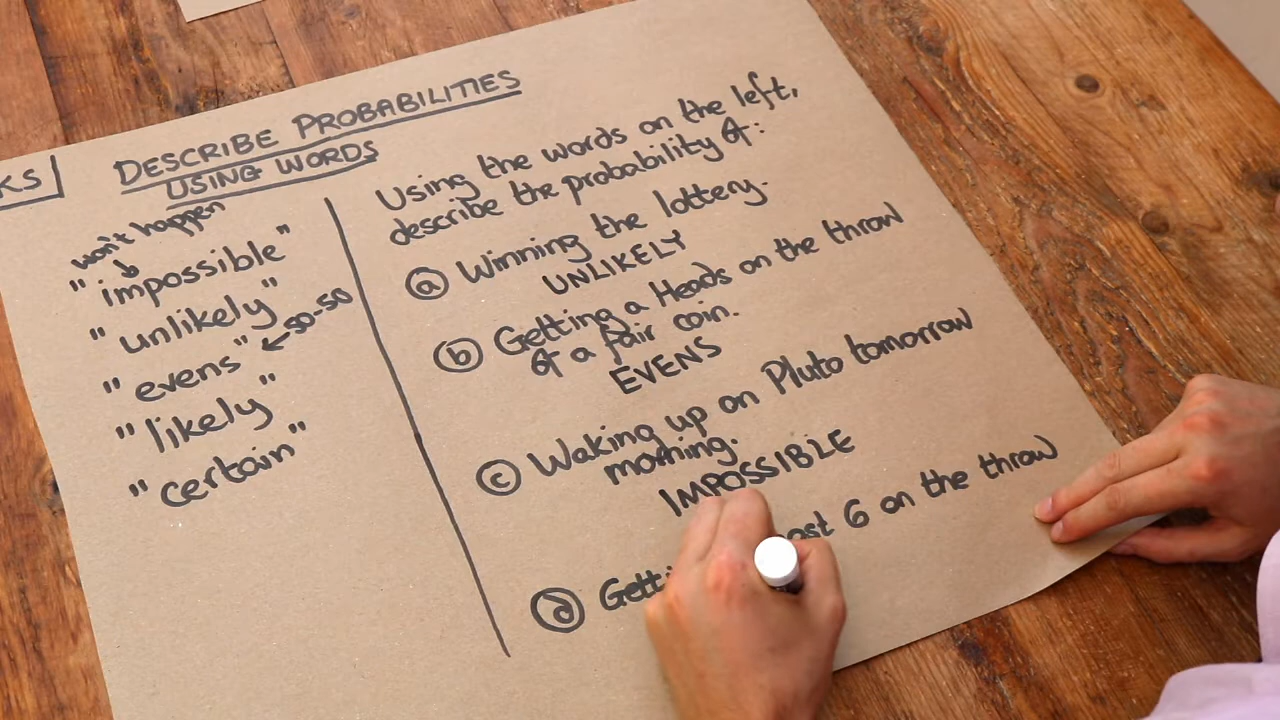 KS
DESCRIBE PROBABILITIES
USING WORDS
won't happen
"impossible"
"unlikely"
50-50
"evens"
"likely"
"certain"
Using the words on the left,
describe the probability of:
(a) Winning the lottery.
UNLIKELY
(b) Getting a Heads on the throw
of a fair coin.
EVENS
(c) Waking up on Pluto tomorrow
morning.
IMPOSSIBLE
(d) 6 on the throw